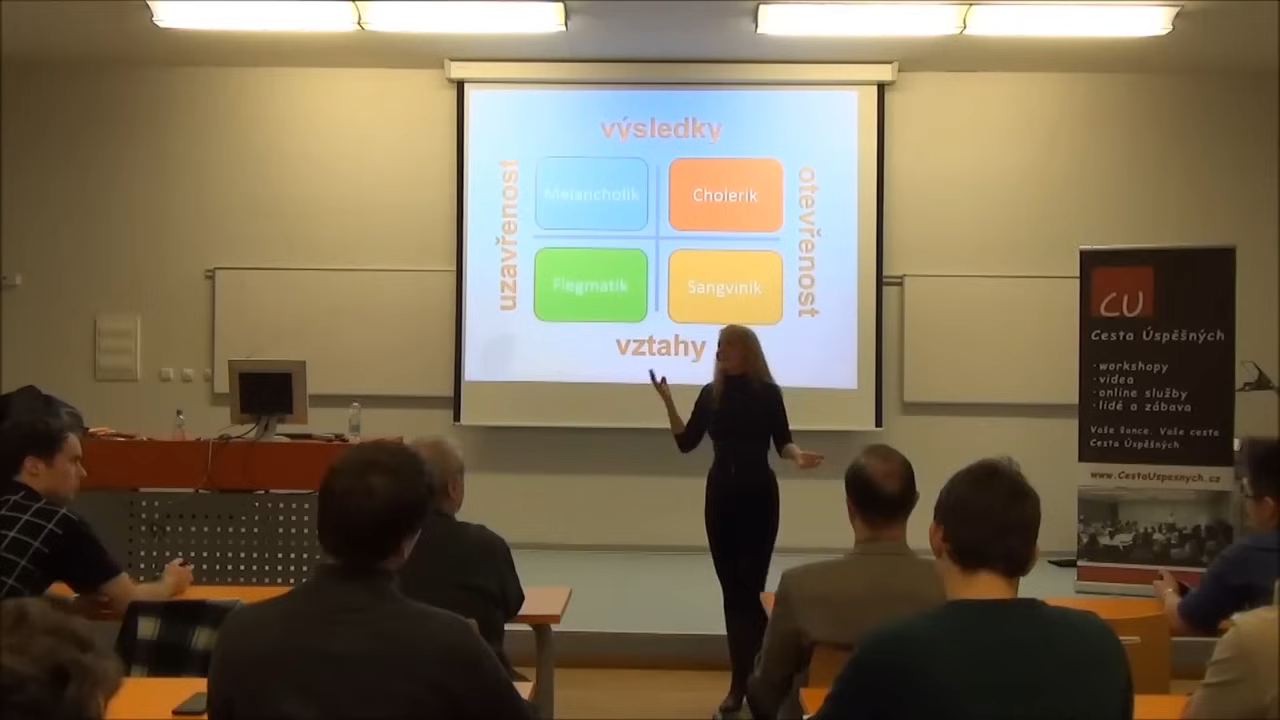 výsledky
uzavřenost
Melancholik
Cholerik
otevřenost
Flegmatik
Sangvinik
vztahy
CU
Cesta Úspěšných
· workshopy
· videa
· online služby
· lidé a zábava
Vaše šance. Vaše cesta
Cesta Úspěšných
www.CestaUspesnych.cz